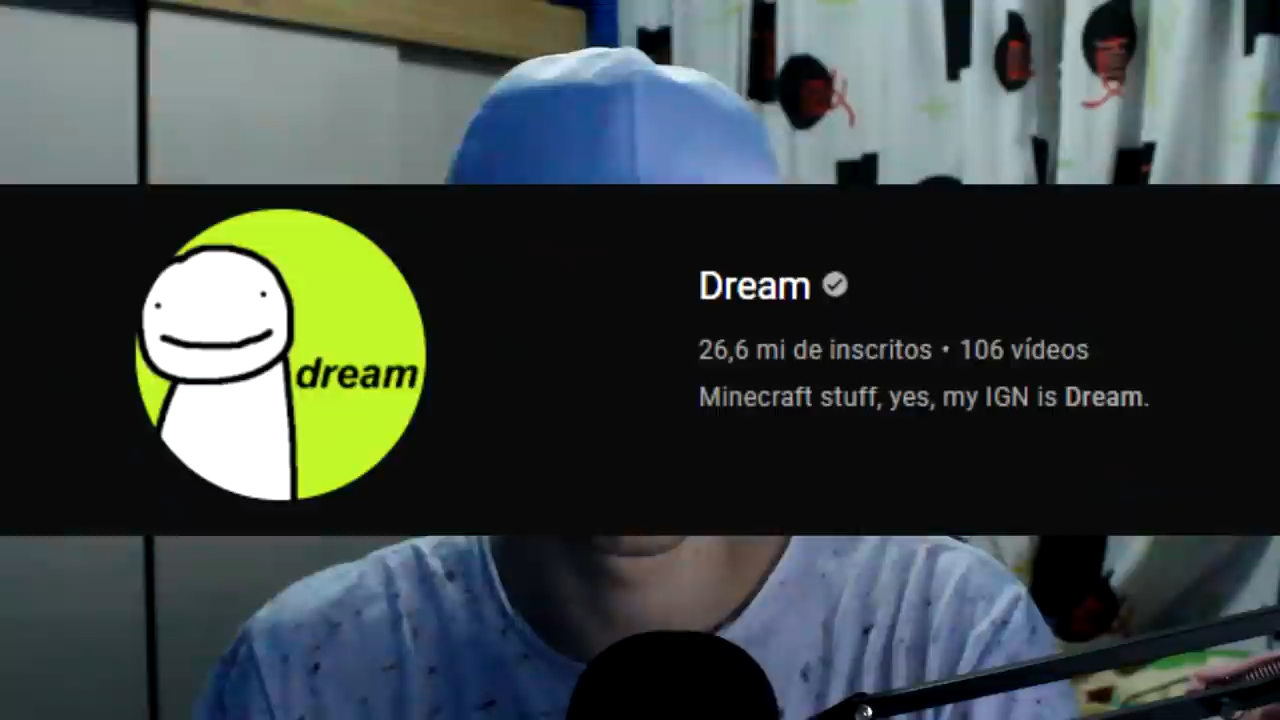 Dream
26,6 mi de inscritos • 106 vídeos
dream
Minecraft stuff, yes, my IGN is Dream.